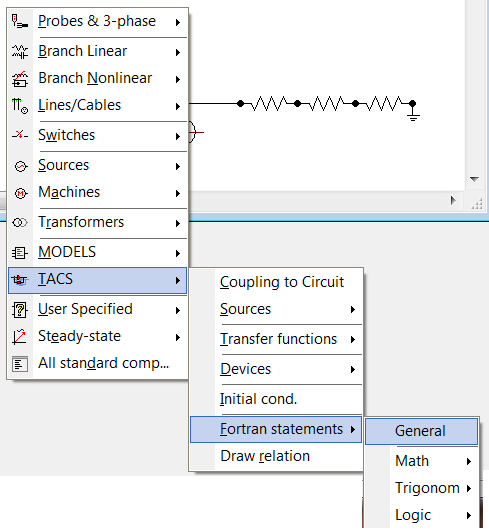 Probes & 3-phase
Branch Linear
Branch Nonlinear
Lines/Cables
Switches
Sources
Machines
Transformers
MODELS
TACS
User Specified
Steady-state
All standard comp...
Coupling to Circuit
Sources
Transfer functions
Devices
Initial cond.
Fortran statements
Draw relation
General
Math
Trigonom
Logic